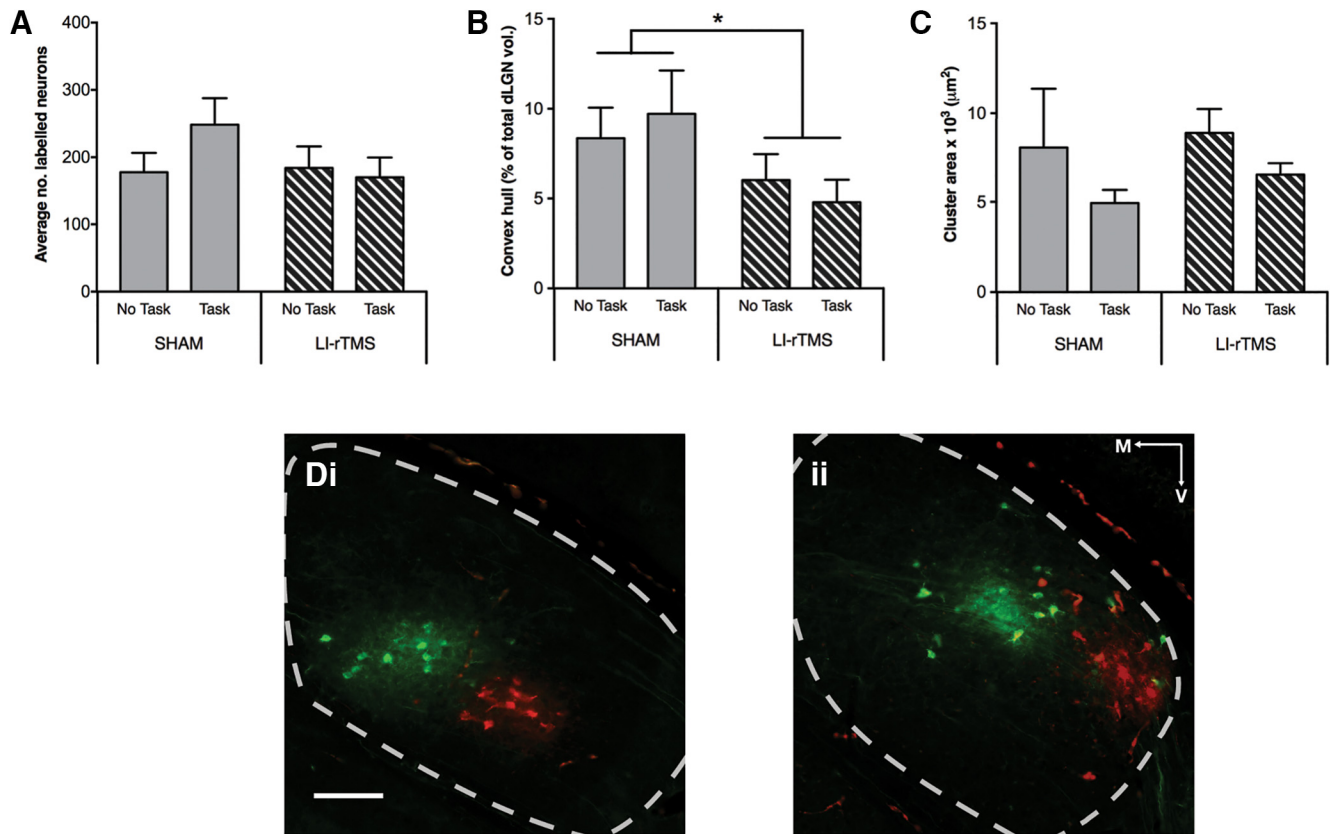 A
Average no. labelled neurons
400
300
200
100
0
No Task Task No Task Task
SHAM LI-rTMS
B
Convex hull (% of total dLGN vol.)
15
10
5
0
*
No Task Task No Task Task
SHAM LI-rTMS
C
Cluster area x 10³ (µm²)
15
10
5
0
No Task Task No Task Task
SHAM LI-rTMS
Di
ii
M
V